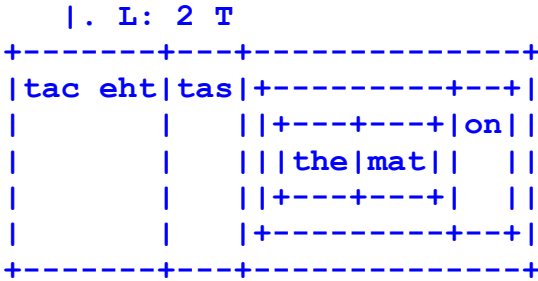 |. L: 2 T
+-------+---+--------------+
|tac eht|tas|+---------+--+|
|       |   ||+---+---+|on||
|       |   |||the|mat||  ||
|       |   ||+---+---+|  ||
|       |   |+---------+--+|
+-------+---+--------------+